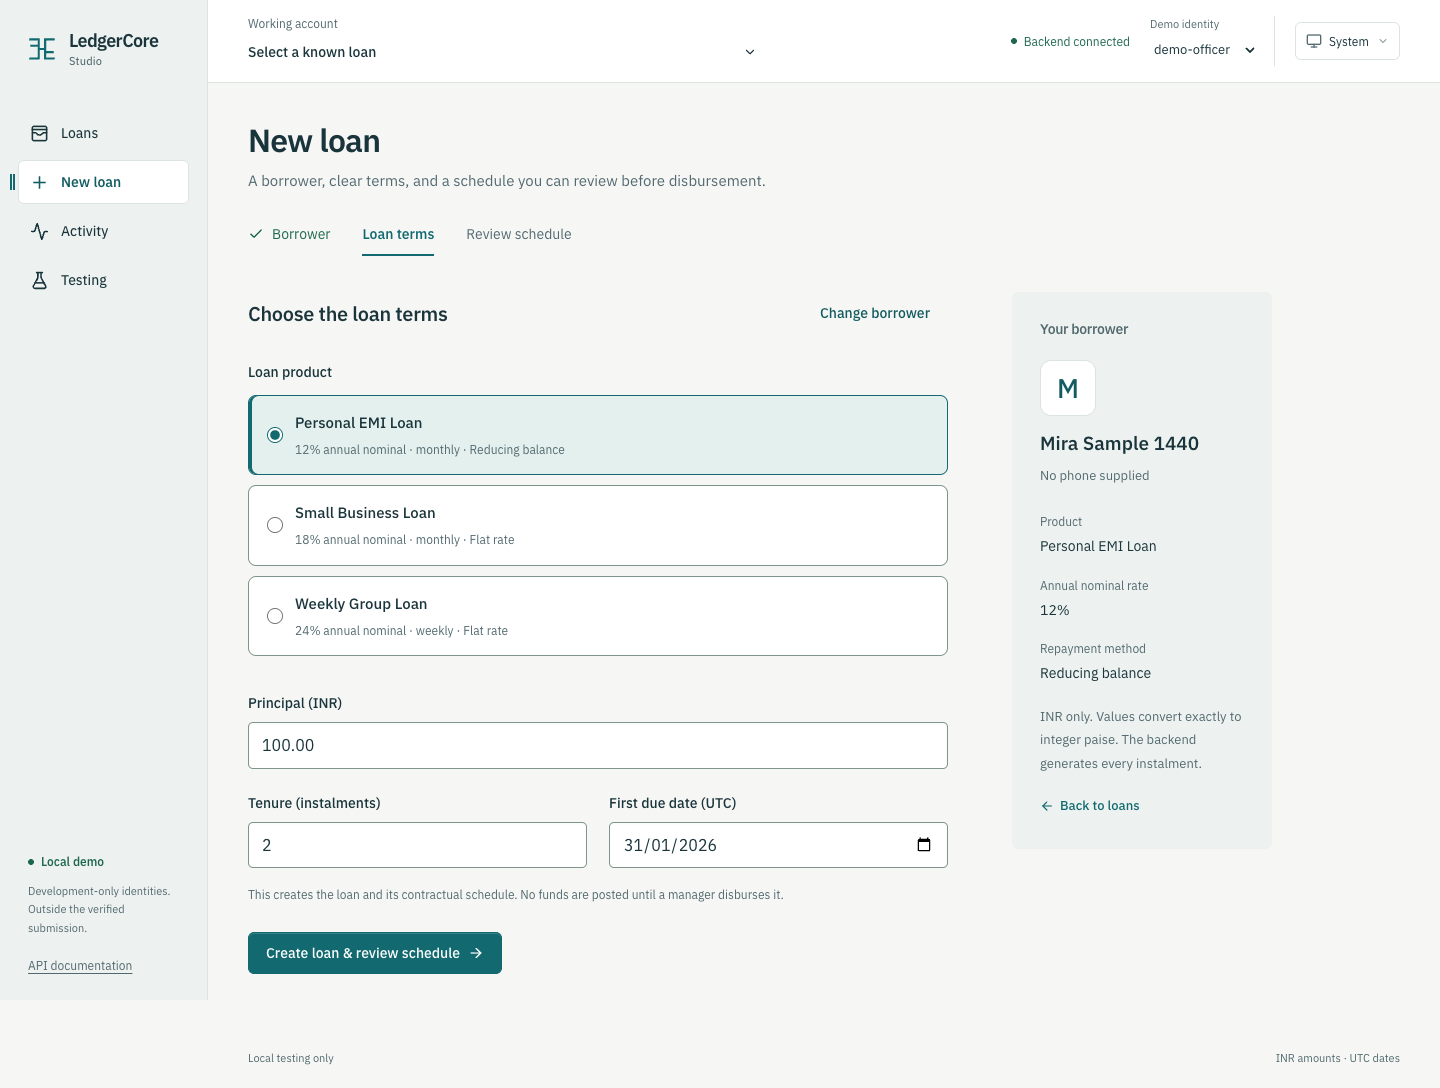 LedgerCore
Studio
Loans
New loan
Activity
Testing
Local demo
Development-only identities.
Outside the verified
submission.
API documentation
Working account
Select a known loan
Backend connected
Demo identity
demo-officer
System
New loan
A borrower, clear terms, and a schedule you can review before disbursement.
Borrower
Loan terms
Review schedule
Choose the loan terms
Change borrower
Loan product
Personal EMI Loan
12% annual nominal · monthly · Reducing balance
Small Business Loan
18% annual nominal · monthly · Flat rate
Weekly Group Loan
24% annual nominal · weekly · Flat rate
Principal (INR)
100.00
Tenure (instalments)
2
First due date (UTC)
31/01/2026
This creates the loan and its contractual schedule. No funds are posted until a manager disburses it.
Create loan & review schedule
Your borrower
M
Mira Sample 1440
No phone supplied
Product
Personal EMI Loan
Annual nominal rate
12%
Repayment method
Reducing balance
INR only. Values convert exactly to
integer paise. The backend
generates every instalment.
Back to loans
Local testing only
INR amounts · UTC dates